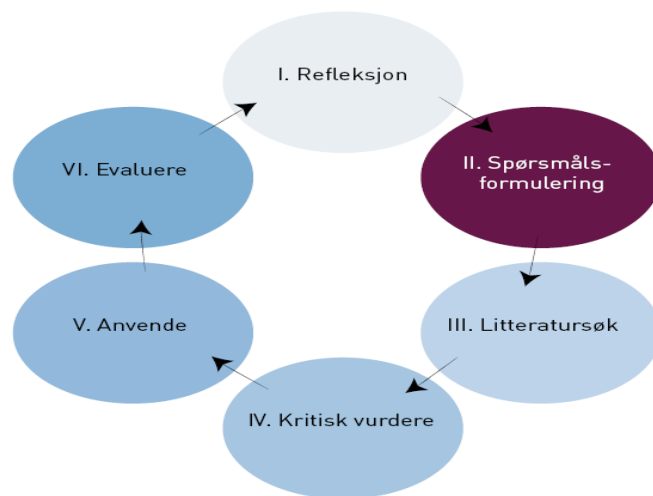 I. Refleksjon
II. Spørsmåls-
formulering
III. Litteratursøk
IV. Kritisk vurdere
V. Anvende
VI. Evaluere